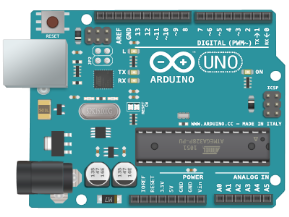 RESET
AREF
GND
13
12
~11
~10
~9
8
7
~6
~5
4
~3
2
TX→1
RX←0
DIGITAL (PWM~)
L
TX
RX
ARDUINO
UNO
ON
ICSP
WWW.ARDUINO.CC - MADE IN ITALY
IOREF
RESET
3.3V
5V
GND
GND
Vin
POWER
ANALOG IN
A0
A1
A2
A3
A4
A5